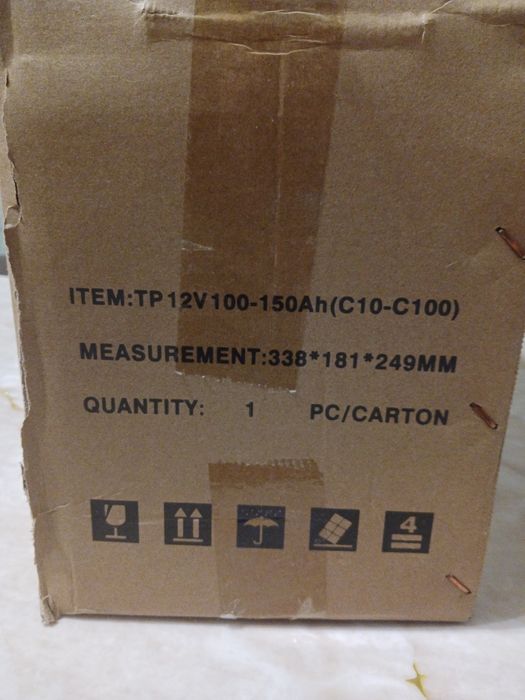 ITEM:TP12V100-150Ah(C10-C100)
MEASUREMENT:338*181*249MM
QUANTITY: 1 PC/CARTON
4